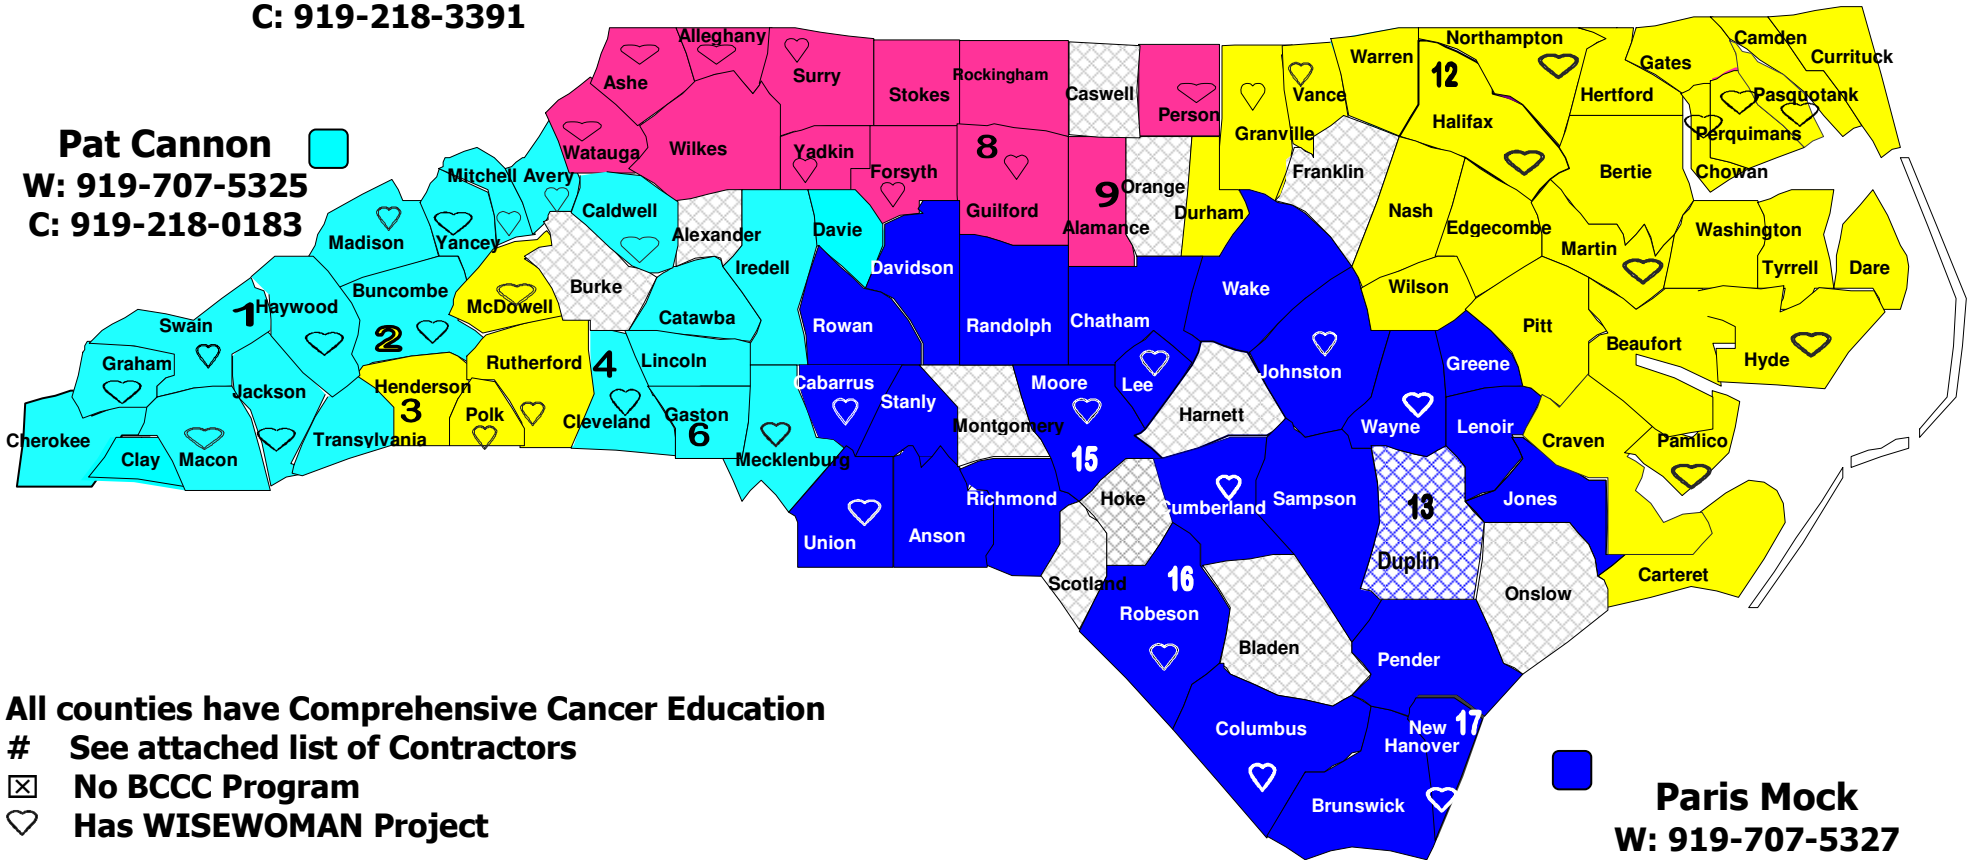 C: 919-218-3391
Pat Cannon
W: 919-707-5325
C: 919-218-0183
Alleghany
Ashe
Surry
Stokes
Rockingham
Caswell
Person
Granville
Vance
Warren
Northampton
12
Halifax
Hertford
Gates
Camden
Currituck
Pasquotank
Perquimans
Chowan
Bertie
Watauga
Wilkes
Yadkin
Forsyth
8
Guilford
9
Alamance
Orange
Durham
Franklin
Nash
Edgecombe
Martin
Washington
Tyrrell
Dare
Mitchell
Avery
Caldwell
Alexander
Davie
Iredell
Davidson
Madison
Yancey
Burke
McDowell
Buncombe
Haywood
1
Swain
Graham
2
Catawba
Rowan
Randolph
Chatham
Wake
Wilson
Pitt
Beaufort
Hyde
Greene
Johnston
Lee
Moore
Cabarrus
Stanly
Lincoln
4
Rutherford
Henderson
3
Polk
Cleveland
Gaston
6
Mecklenburg
Jackson
Cherokee
Clay
Macon
Transylvania
Montgomery
15
Harnett
Wayne
Lenoir
Craven
Pamlico
Jones
Richmond
Hoke
Cumberland
Sampson
13
Duplin
Union
Anson
Scotland
16
Robeson
Bladen
Onslow
Carteret
Pender
Columbus
New
Hanover
17
Brunswick
All counties have Comprehensive Cancer Education
# See attached list of Contractors
☒ No BCCC Program
♡ Has WISEWOMAN Project
Paris Mock
W: 919-707-5327